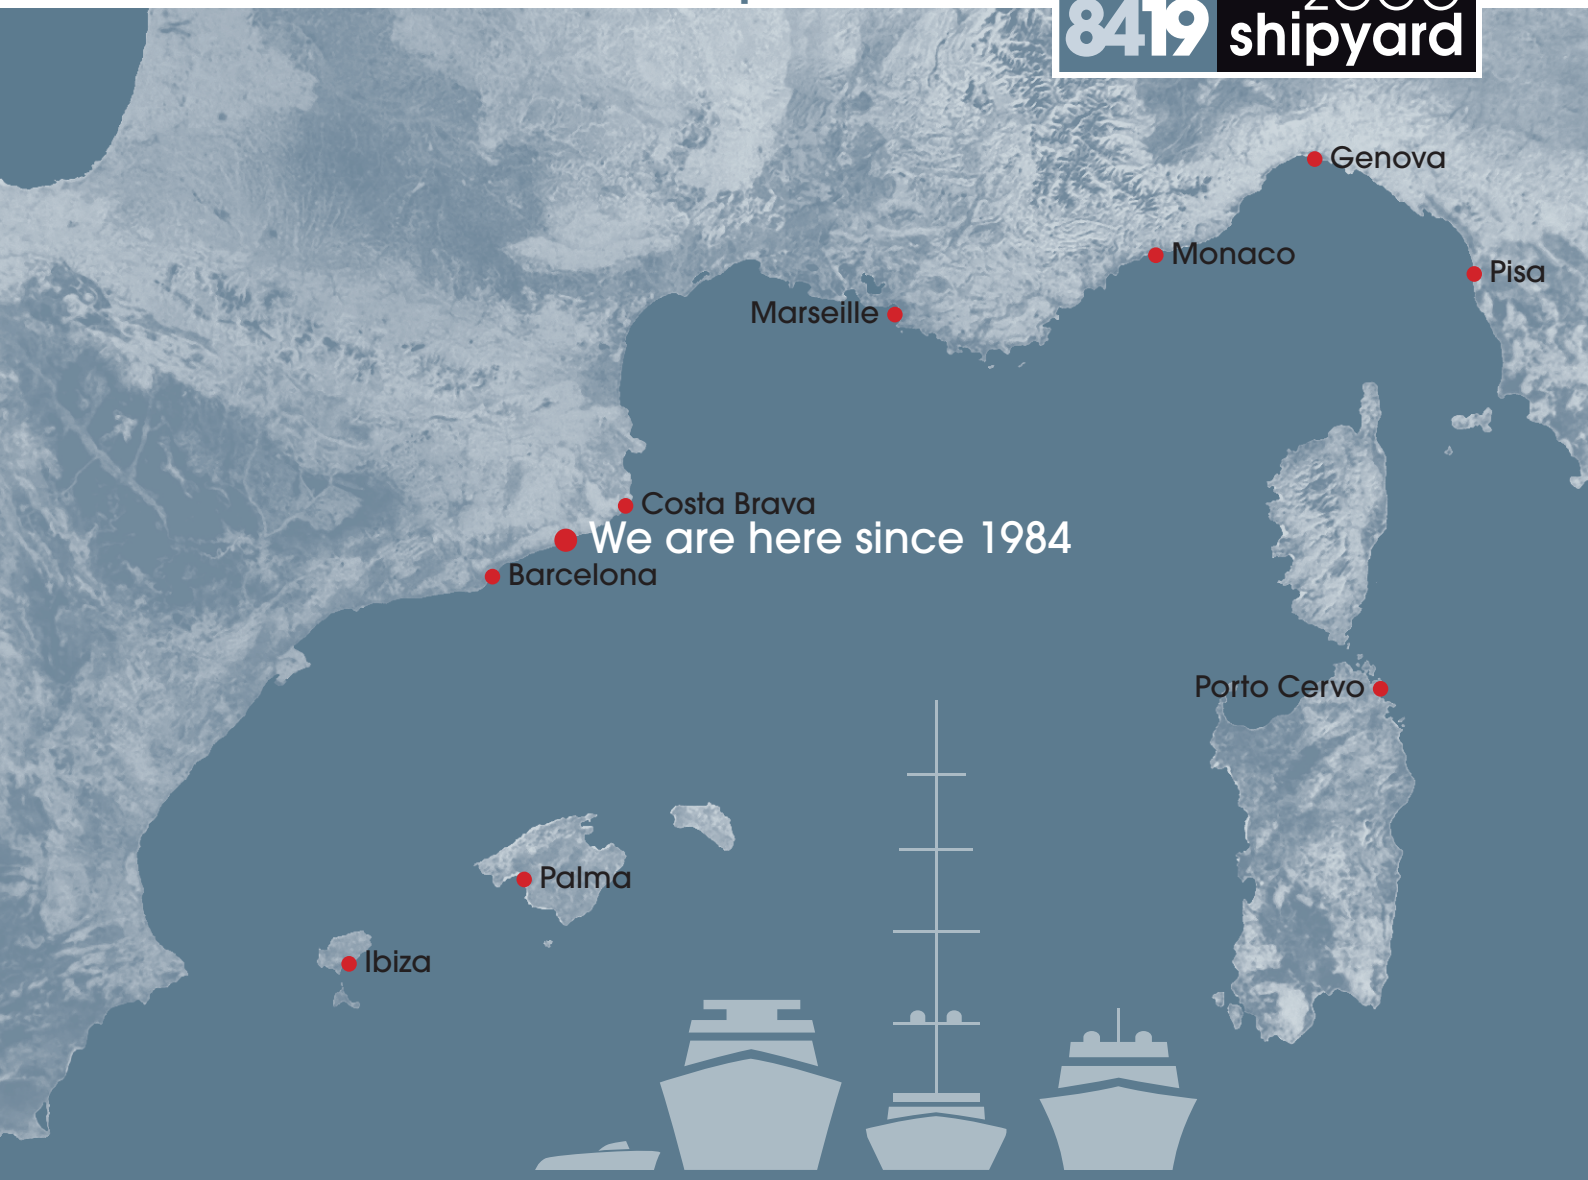 8419
shipyard
Genova
Monaco
Pisa
Marseille
Costa Brava
We are here since 1984
Barcelona
Porto Cervo
Palma
Ibiza